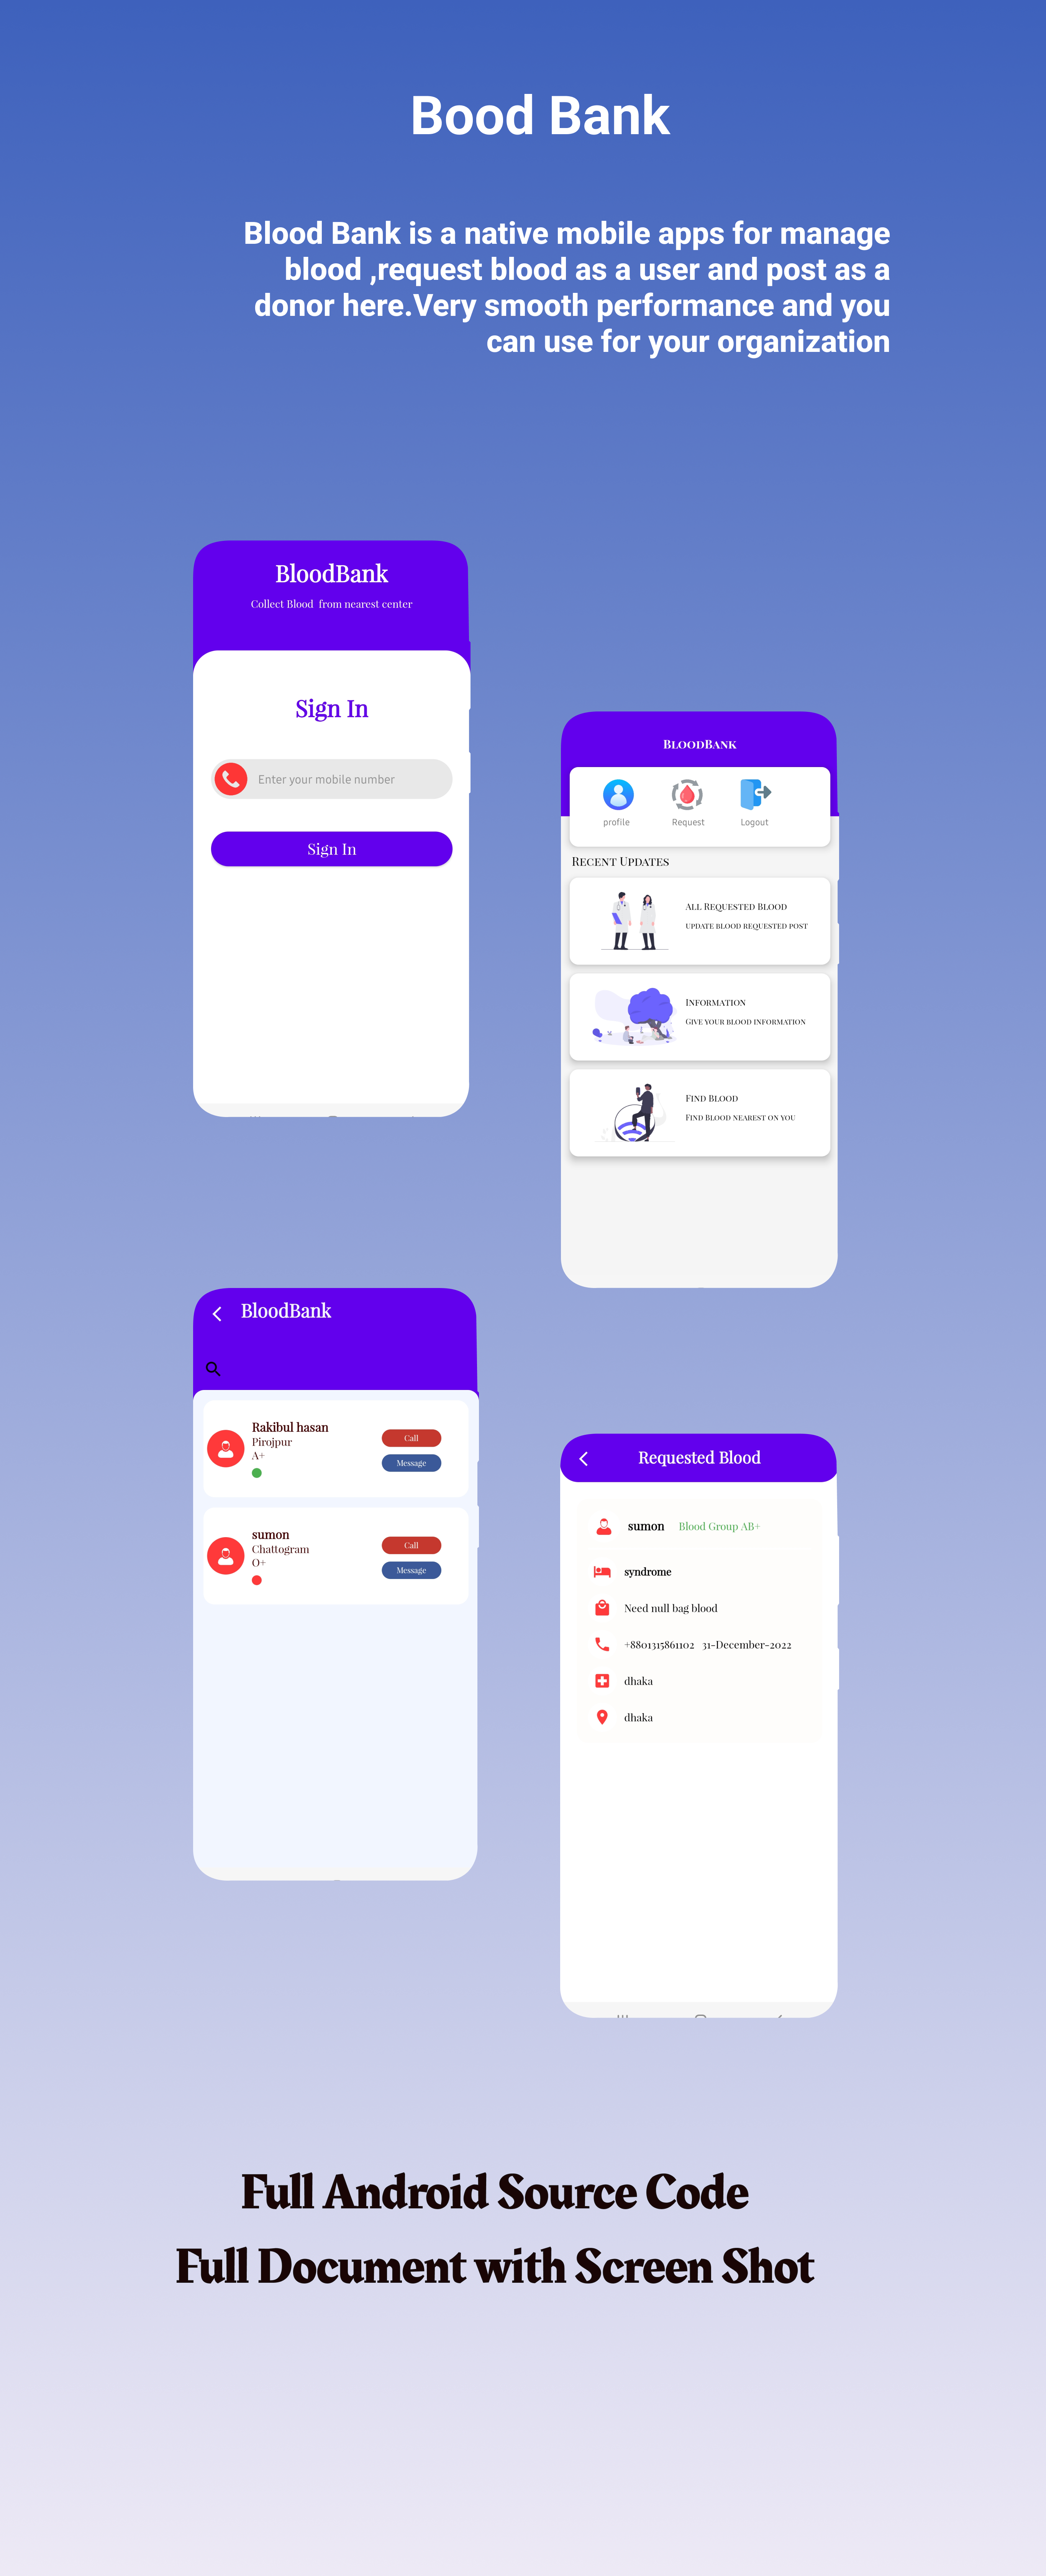 Bood Bank
Blood Bank is a native mobile apps for manage
blood ,request blood as a user and post as a
donor here.Very smooth performance and you
can use for your organization
BloodBank
Collect Blood from nearest center
Sign In
Enter your mobile number
Sign In
BloodBank
profile
Request
Logout
Recent Updates
All Requested Blood
update blood requested post
Information
Give your blood information
Find Blood
Find Blood nearest on you
BloodBank
Rakibul hasan
Pirojpur
A+
Call
Message
sumon
Chattogram
O+
Call
Message
Requested Blood
sumon Blood Group AB+
syndrome
Need null bag blood
+8801315861102 31-December-2022
dhaka
dhaka
Full Android Source Code
Full Document with Screen Shot